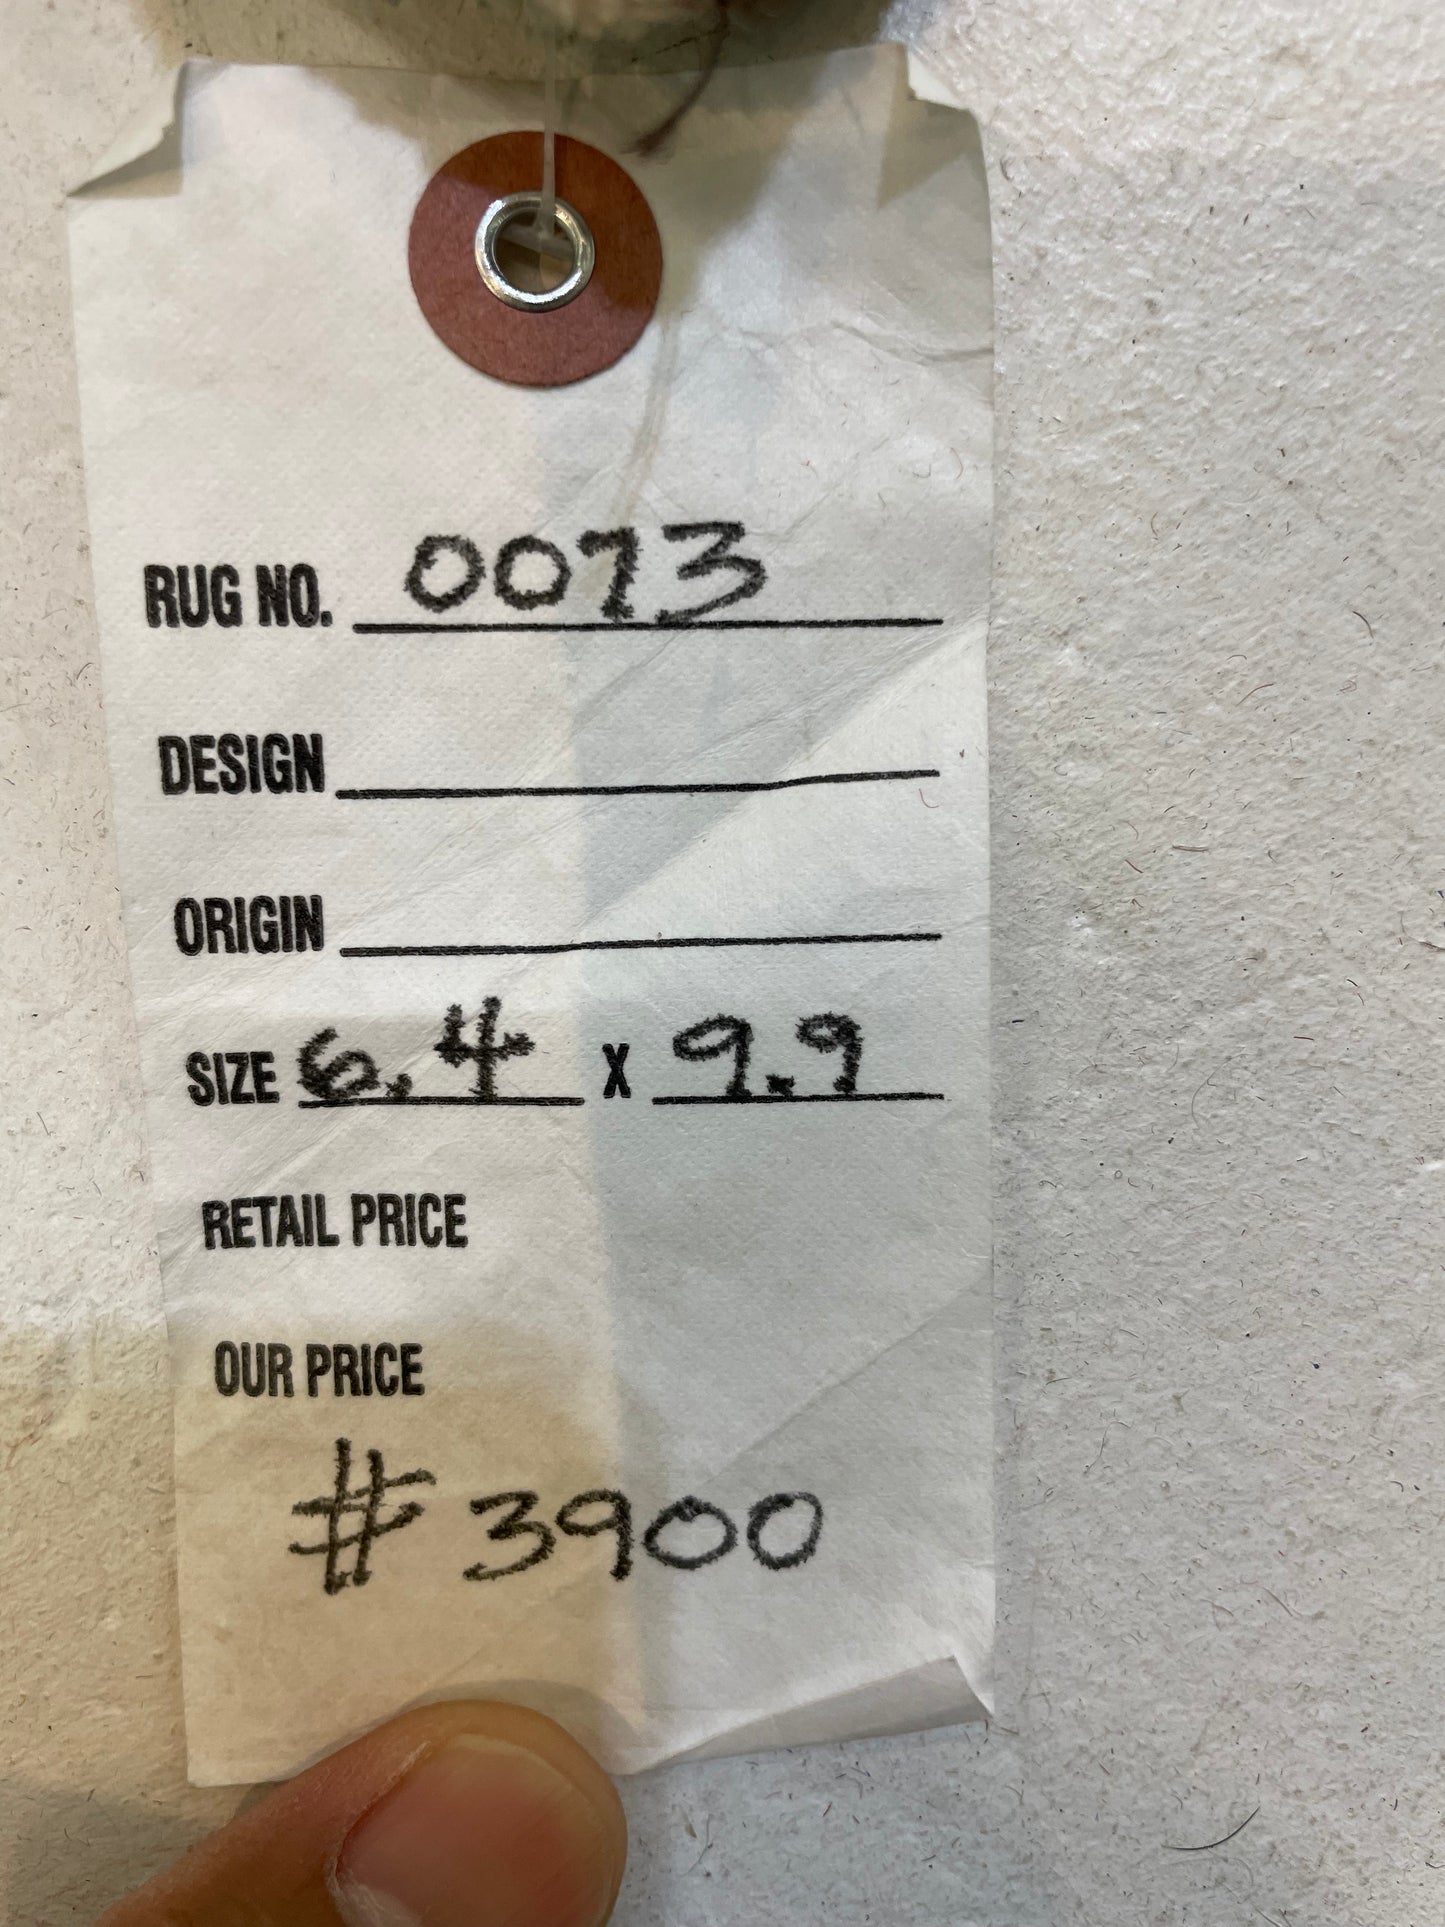 RUG NO. 0073
DESIGN
ORIGIN
SIZE 6.4 X 9.9
RETAIL PRICE
OUR PRICE
# 3900